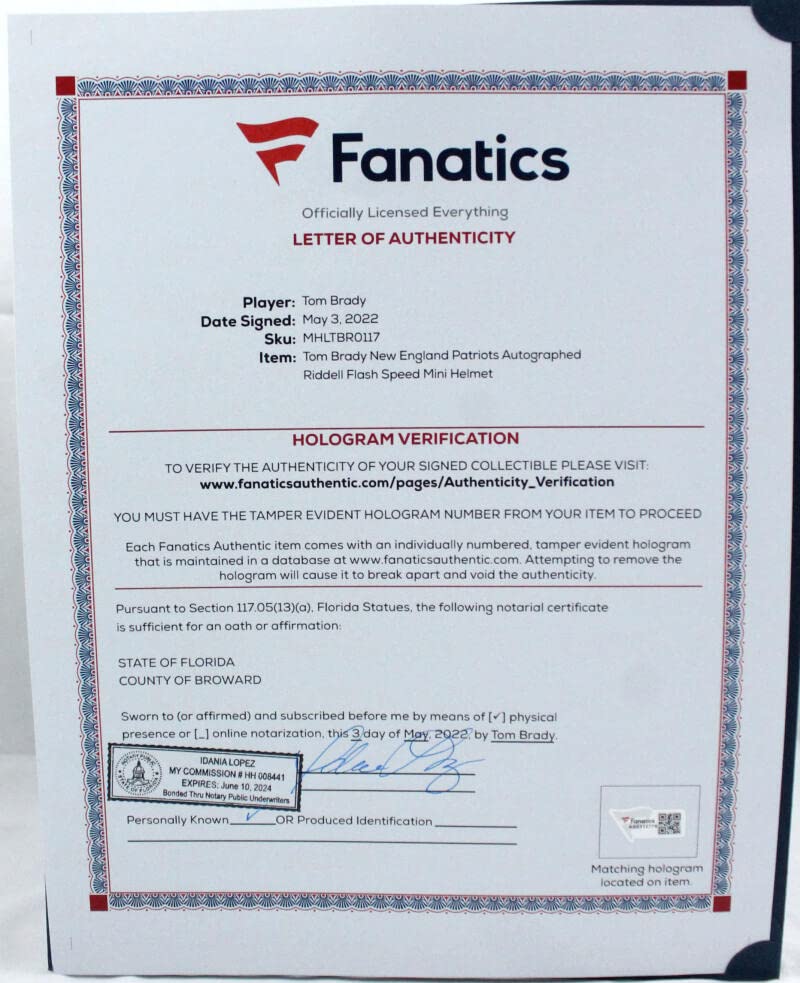 Fanatics
Officially Licensed Everything
LETTER OF AUTHENTICITY
Player: Tom Brady
Date Signed: May 3, 2022
Sku: MHLTBR0117
Item: Tom Brady New England Patriots Autographed
Riddell Flash Speed Mini Helmet
HOLOGRAM VERIFICATION
TO VERIFY THE AUTHENTICITY OF YOUR SIGNED COLLECTIBLE PLEASE VISIT:
www.fanaticsauthentic.com/pages/Authenticity_Verification
YOU MUST HAVE THE TAMPER EVIDENT HOLOGRAM NUMBER FROM YOUR ITEM TO PROCEED
Each Fanatics Authentic item comes with an individually numbered, tamper evident hologram
that is maintained in a database at www.fanaticsauthentic.com. Attempting to remove the
hologram will cause it to break apart and void the authenticity.
Pursuant to Section 117.05(13)(a), Florida Statues, the following notarial certificate
is sufficient for an oath or affirmation:
STATE OF FLORIDA
COUNTY OF BROWARD
Sworn to (or affirmed) and subscribed before me by means of [✓] physical
presence or [_] online notarization, this 3 day of May, 2022, by Tom Brady.
NOTARY PUBLIC
STATE OF FLORIDA
IDANIA LOPEZ
MY COMMISSION # HH 008441
EXPIRES: June 10, 2024
Bonded Thru Notary Public Underwriters
Personally Known ✓ OR Produced Identification
Fanatics
Matching hologram
located on item.